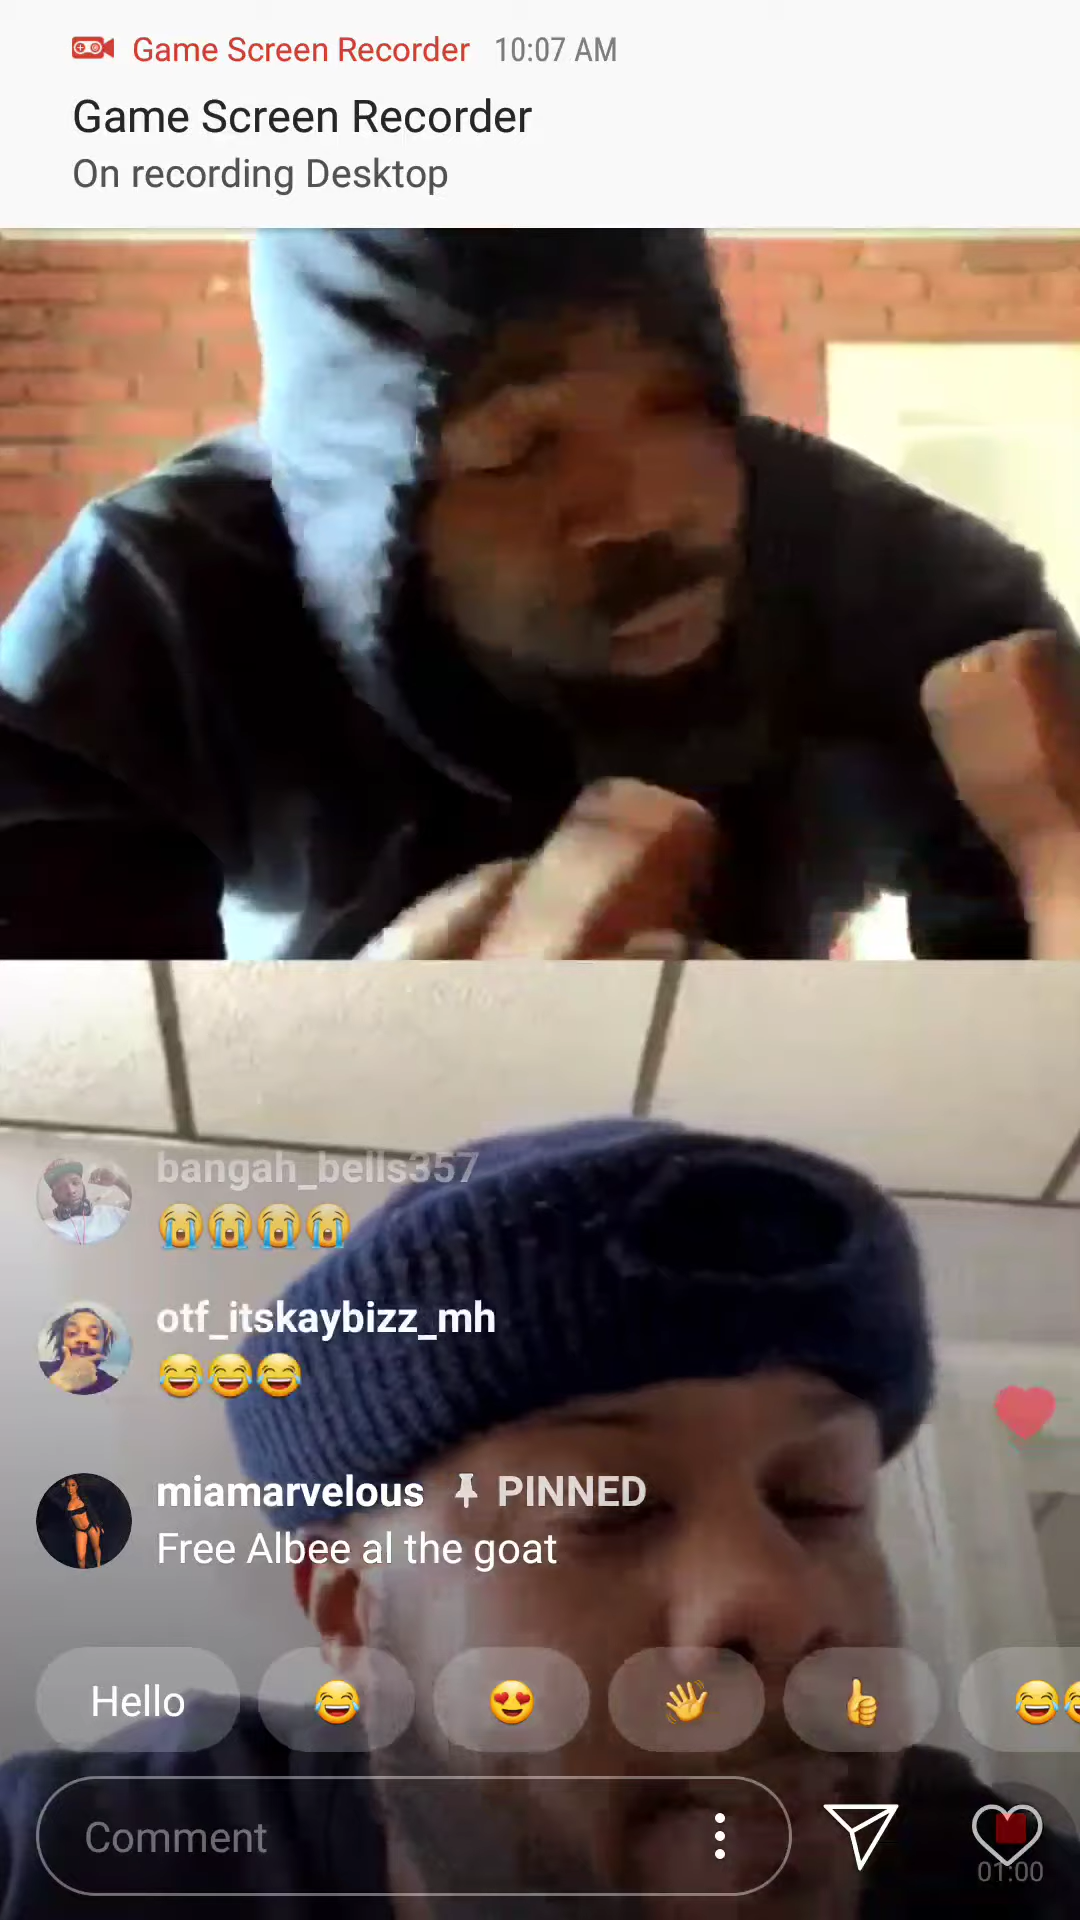 Game Screen Recorder 10:07 AM
Game Screen Recorder
On recording Desktop
bangah_bells357
😭😭😭😭
otf_itskaybizz_mh
😂😂😂
miamarvelous PINNED
Free Albee al the goat
Hello 😂 😍 👋 👍 😂😂
Comment
01:00